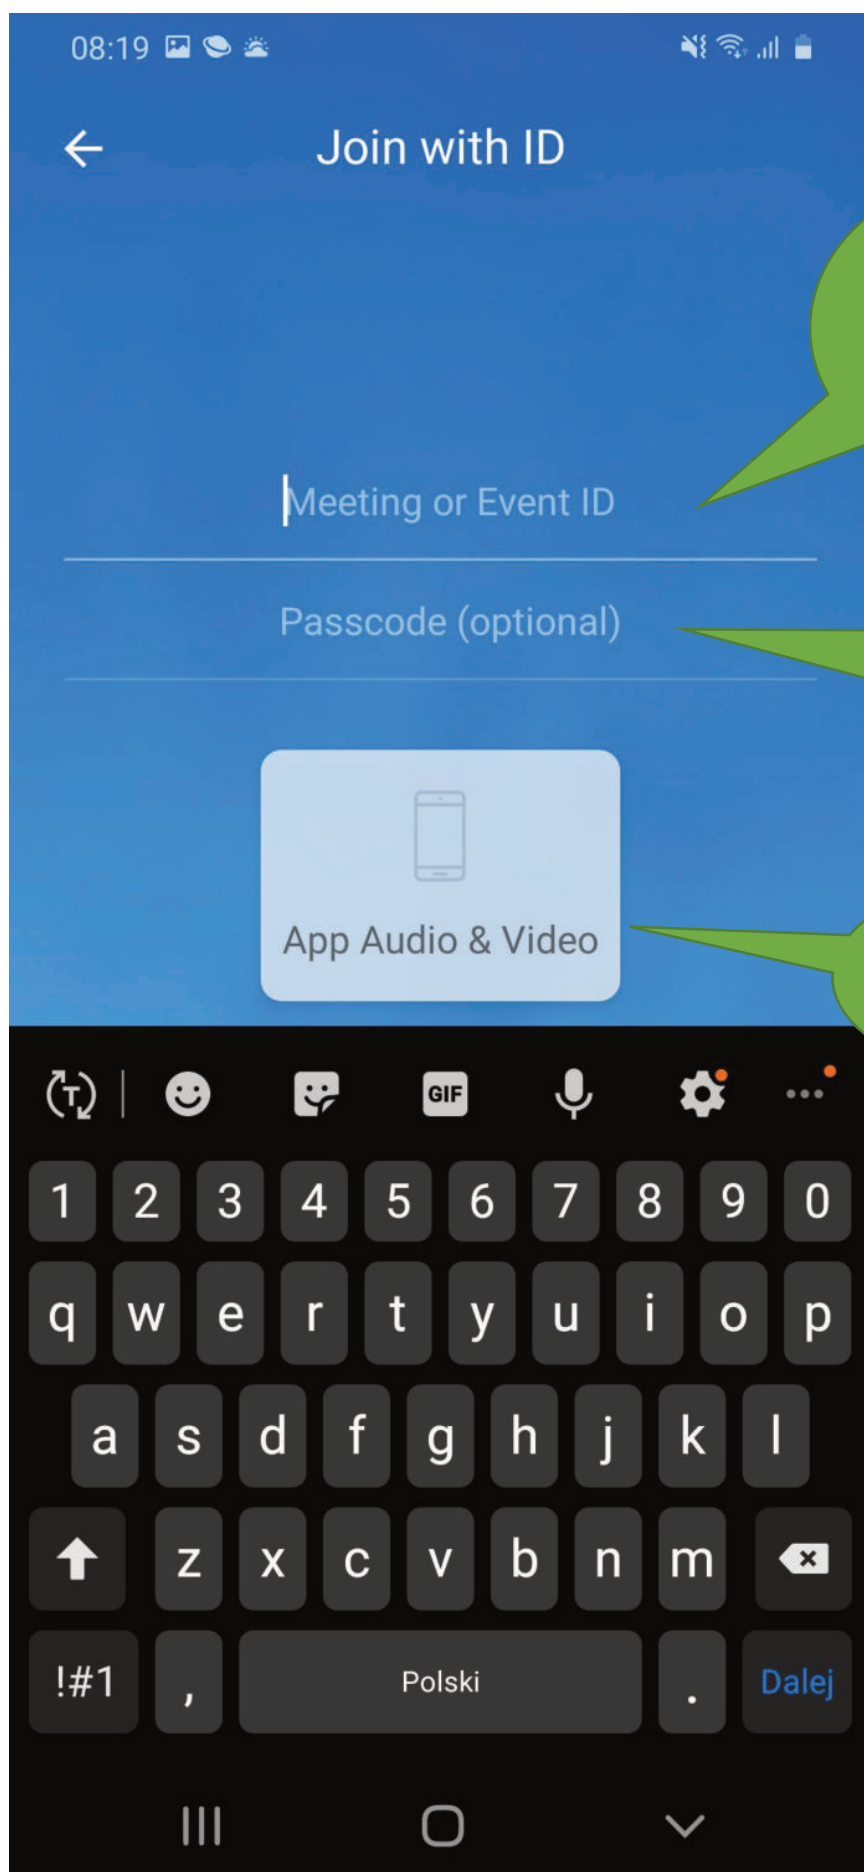 08:19
Join with ID
Meeting or Event ID
Passcode (optional)
App Audio & Video
T
GIF
1 2 3 4 5 6 7 8 9 0
q w e r t y u i o p
a s d f g h j k l
z x c v b n m
!#1 , Polski . Dalej